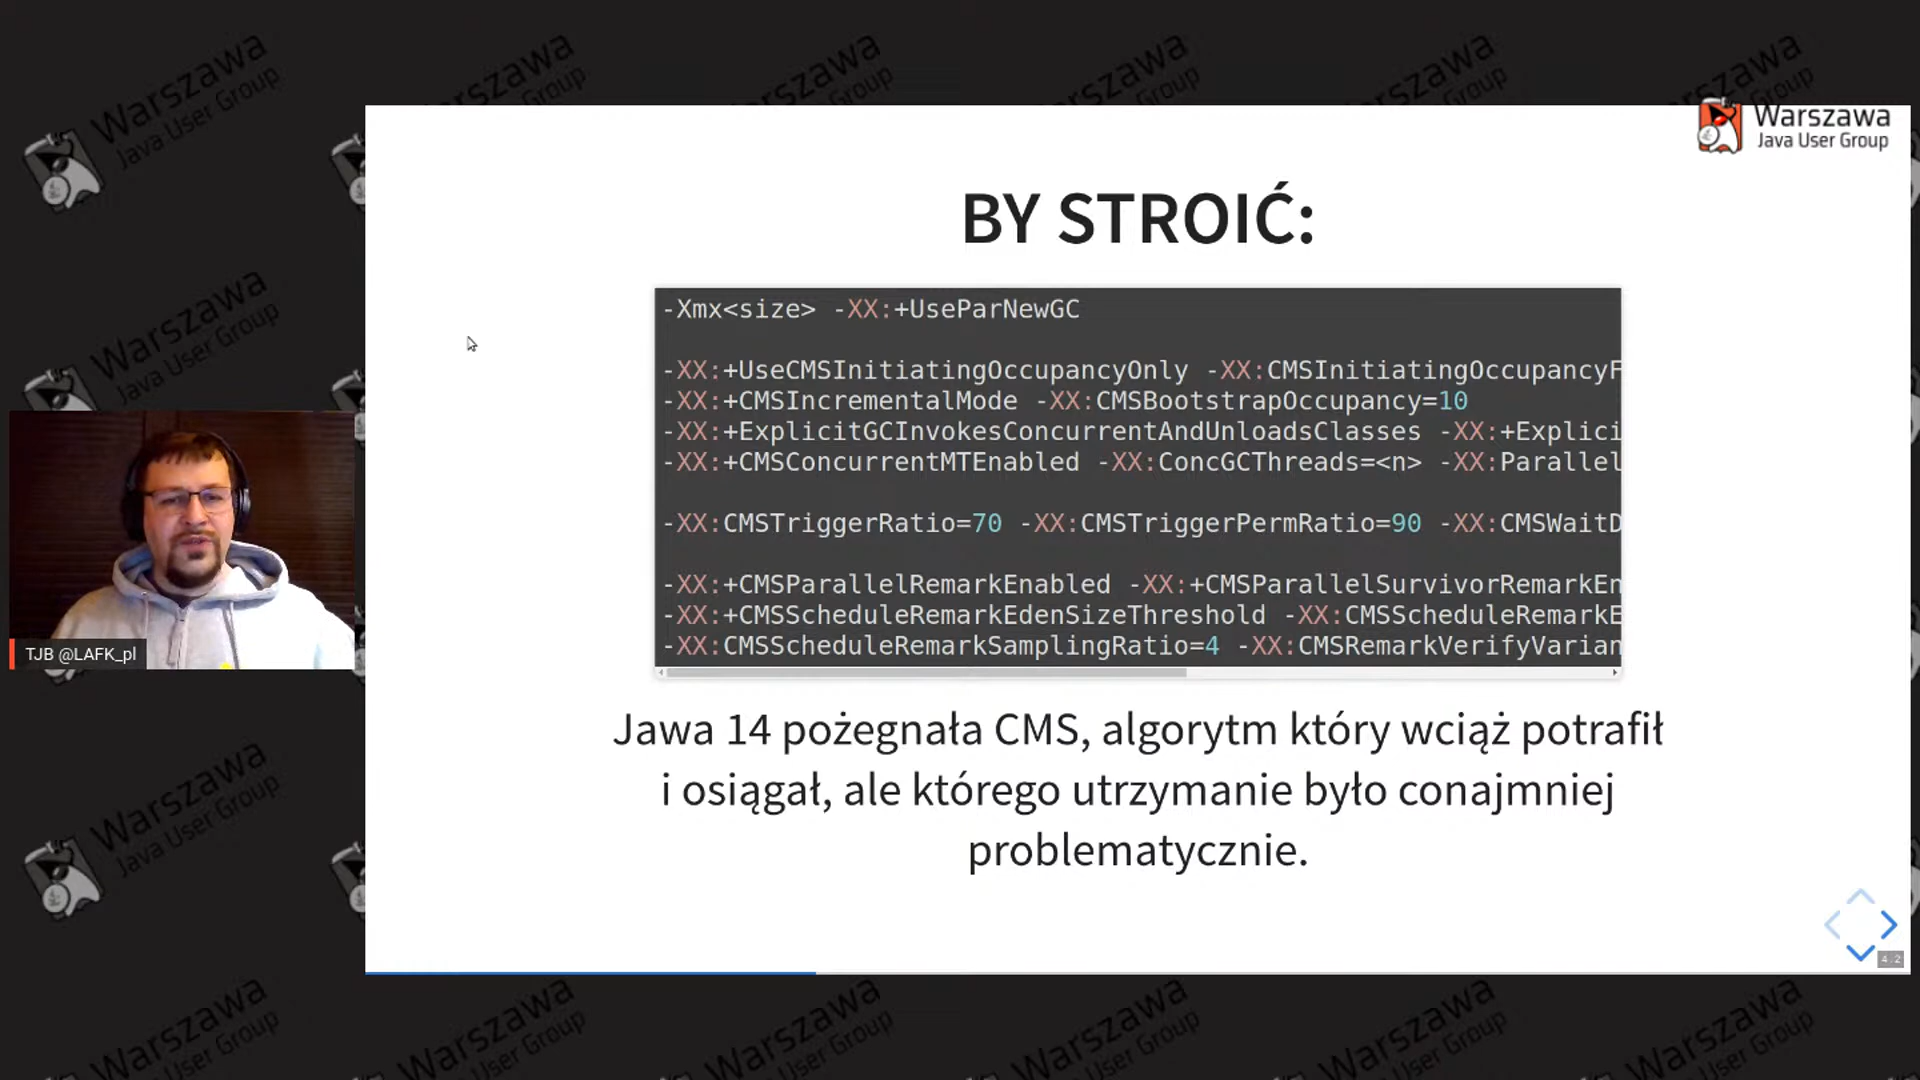 Warszawa
Java User Group
BY STROIĆ:
-Xmx<size> -XX:+UseParNewGC
-XX:+UseCMSInitiatingOccupancyOnly -XX:CMSInitiatingOccupancyF
-XX:+CMSIncrementalMode -XX:CMSBootstrapOccupancy=10
-XX:+ExplicitGCInvokesConcurrentAndUnloadsClasses -XX:+Explici
-XX:+CMSConcurrentMTEnabled -XX:ConcGCThreads=<n> -XX:Parallel
-XX:CMSTriggerRatio=70 -XX:CMSTriggerPermRatio=90 -XX:CMSWaitD
-XX:+CMSParallelRemarkEnabled -XX:+CMSParallelSurvivorRemarkEn
-XX:+CMSScheduleRemarkEdenSizeThreshold -XX:CMSScheduleRemarkE
-XX:CMSScheduleRemarkSamplingRatio=4 -XX:CMSRemarkVerifyVarian
Jawa 14 pożegnała CMS, algorytm który wciąż potrafił
i osiągał, ale którego utrzymanie było conajmniej
problematycznie.
TJB @LAFK_pl
4.2